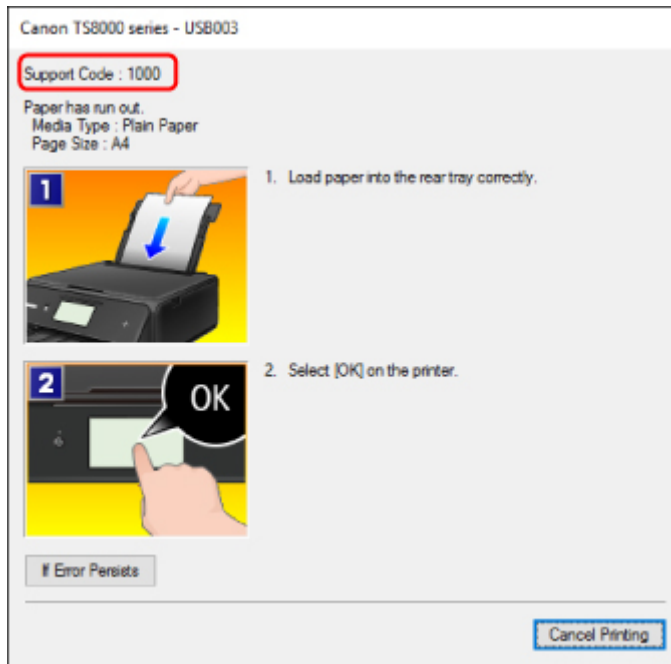 Canon TS8000 series - USB003
Support Code : 1000
Paper has run out.
Media Type : Plain Paper
Page Size : A4
1
1. Load paper into the rear tray correctly.
2
OK
2. Select [OK] on the printer.
If Error Persists
Cancel Printing